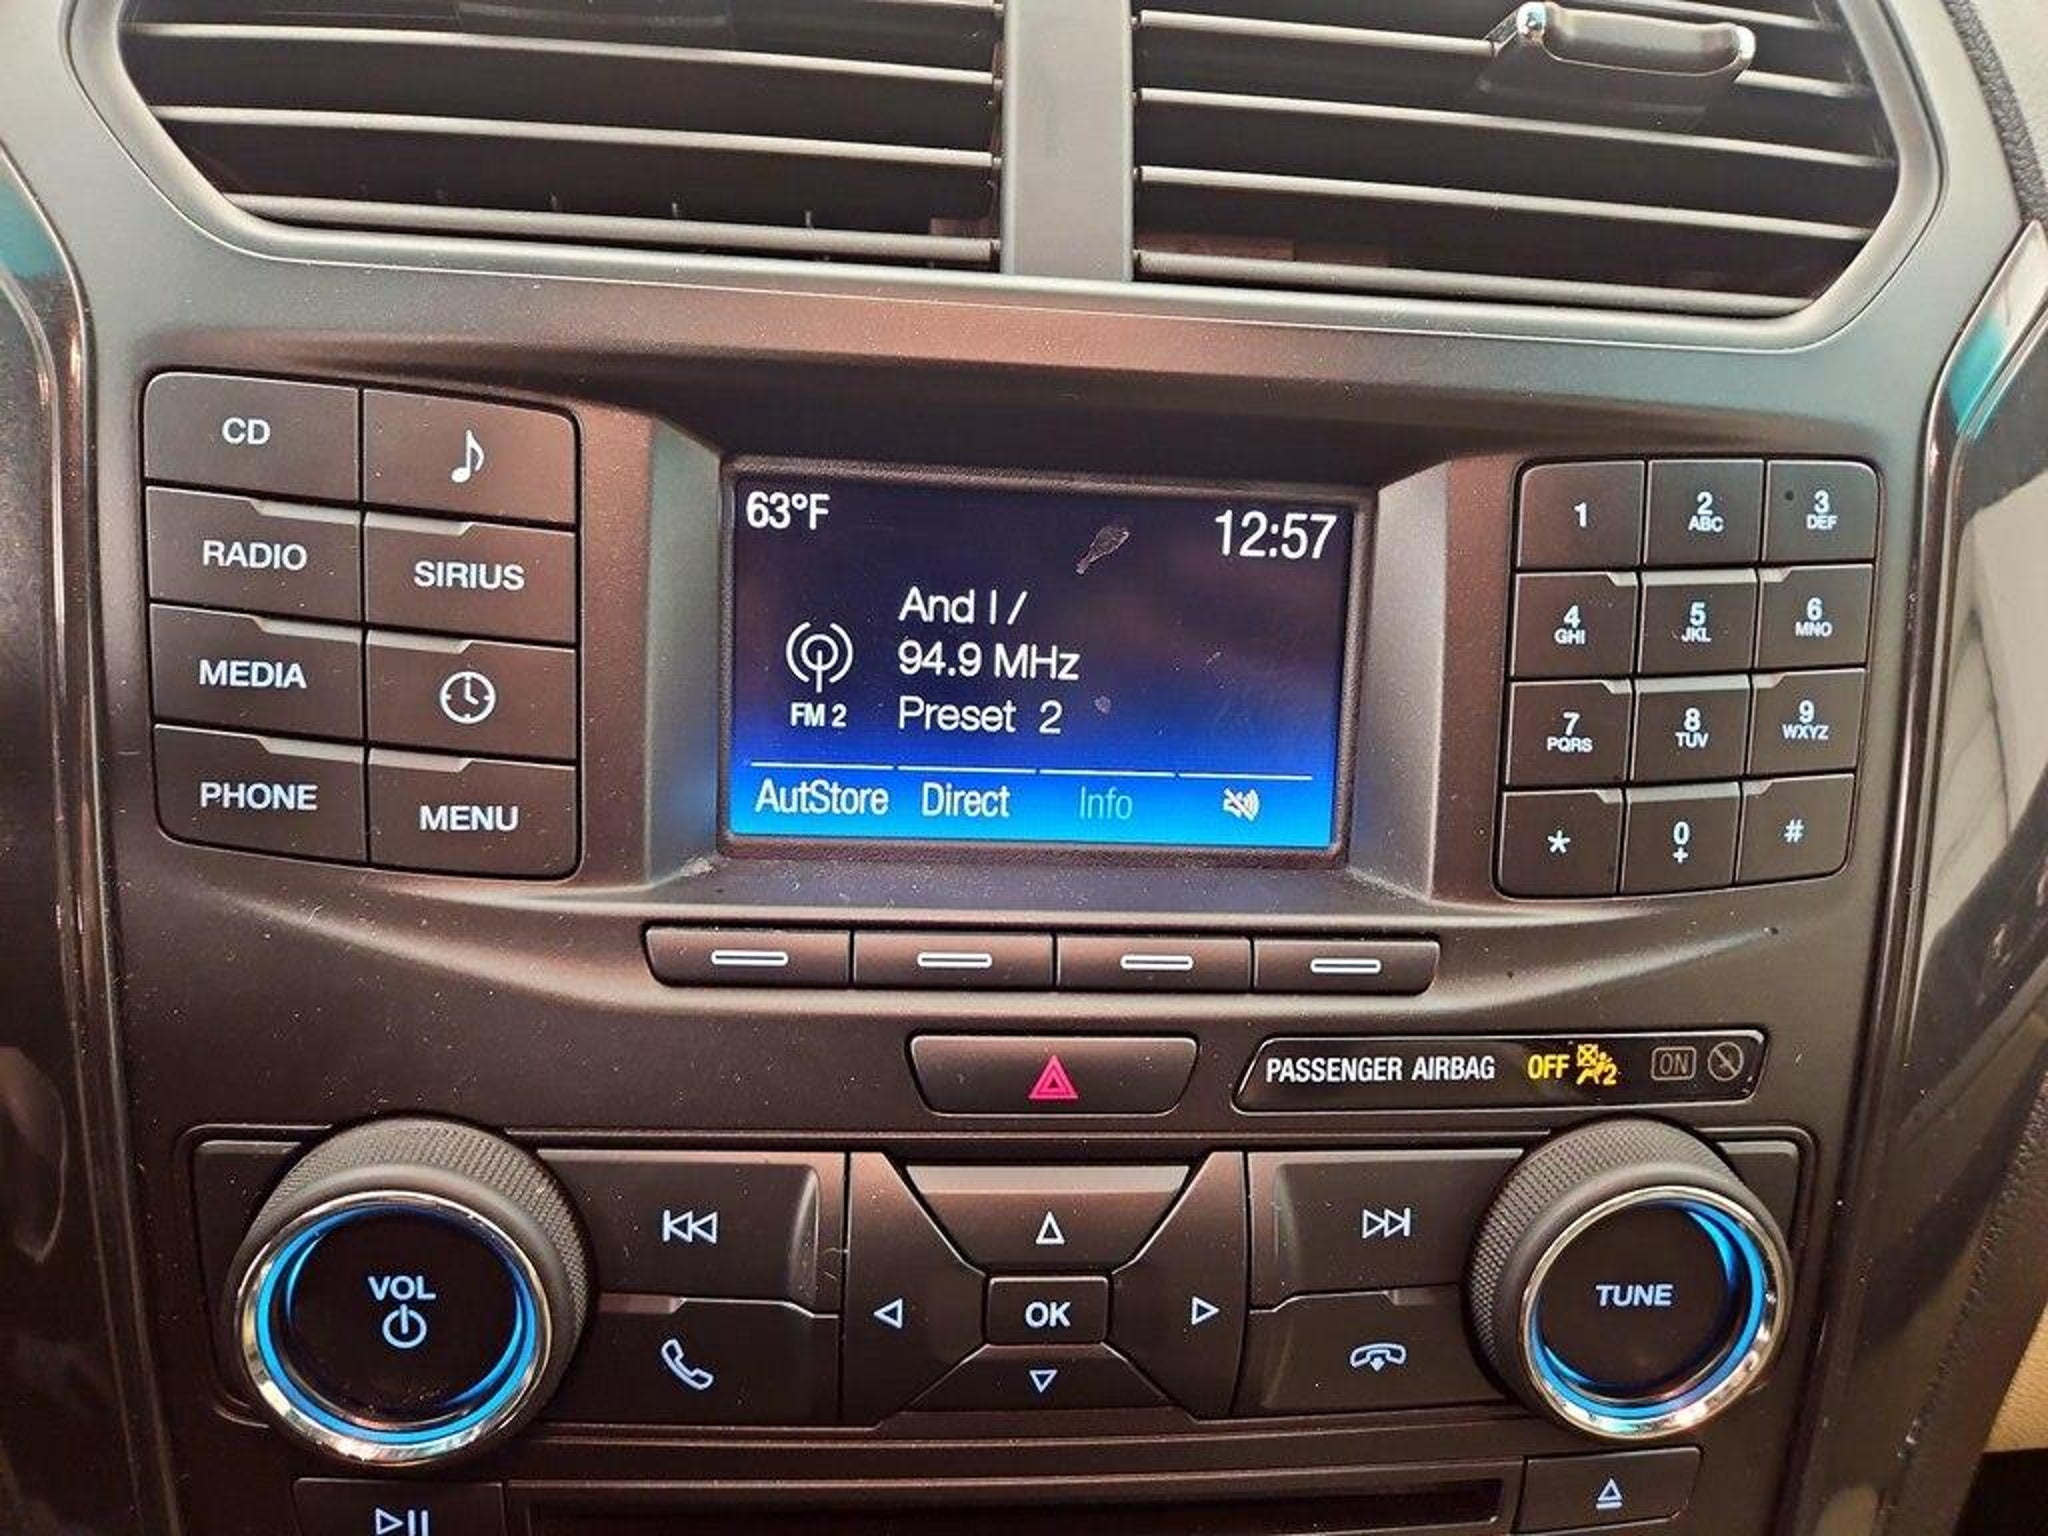 CD
RADIO
SIRIUS
MEDIA
PHONE
MENU
63°F
12:57
And I /
94.9 MHz
FM 2
Preset 2
AutStore Direct Info
1
2
ABC
3
DEF
4
GHI
5
JKL
6
MNO
7
PQRS
8
TUV
9
WXYZ
*
0
+
#
PASSENGER AIRBAG OFF 2 ON
VOL
OK
TUNE